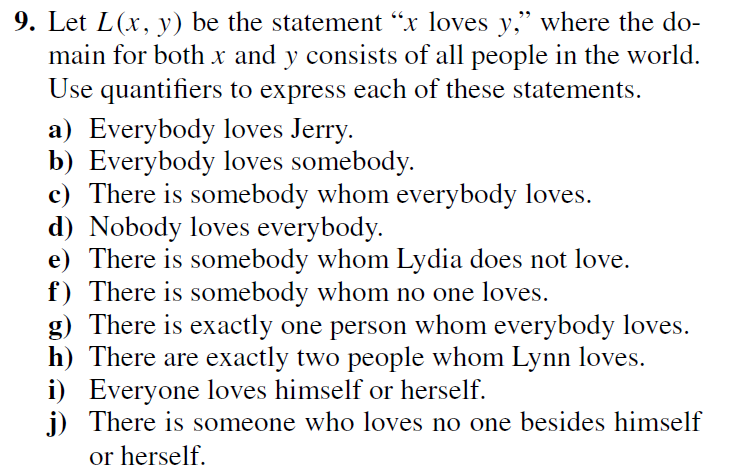 9. Let L(x, y) be the statement “x loves y,” where the do-
main for both x and y consists of all people in the world.
Use quantifiers to express each of these statements.
a) Everybody loves Jerry.
b) Everybody loves somebody.
c) There is somebody whom everybody loves.
d) Nobody loves everybody.
e) There is somebody whom Lydia does not love.
f) There is somebody whom no one loves.
g) There is exactly one person whom everybody loves.
h) There are exactly two people whom Lynn loves.
i) Everyone loves himself or herself.
j) There is someone who loves no one besides himself
or herself.